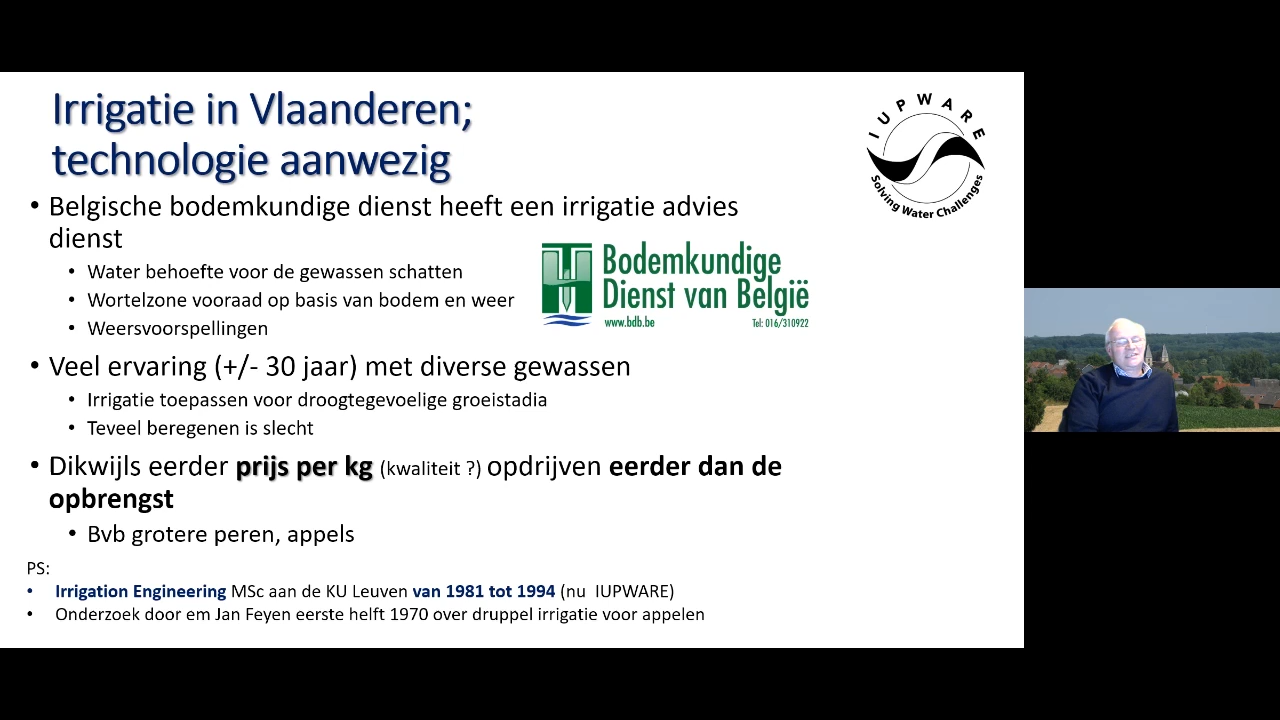 Irrigatie in Vlaanderen;
technologie aanwezig
IUPWARE
Solving Water Challenges
• Belgische bodemkundige dienst heeft een irrigatie advies
dienst
• Water behoefte voor de gewassen schatten
• Wortelzone vooraad op basis van bodem en weer
• Weersvoorspellingen
Bodemkundige
Dienst van België
www.bdb.be Tel: 016/310922
• Veel ervaring (+/- 30 jaar) met diverse gewassen
• Irrigatie toepassen voor droogtegevoelige groeistadia
• Teveel beregenen is slecht
• Dikwijls eerder prijs per kg (kwaliteit ?) opdrijven eerder dan de
opbrengst
• Bvb grotere peren, appels
PS:
• Irrigation Engineering MSc aan de KU Leuven van 1981 tot 1994 (nu IUPWARE)
• Onderzoek door em Jan Feyen eerste helft 1970 over druppel irrigatie voor appelen